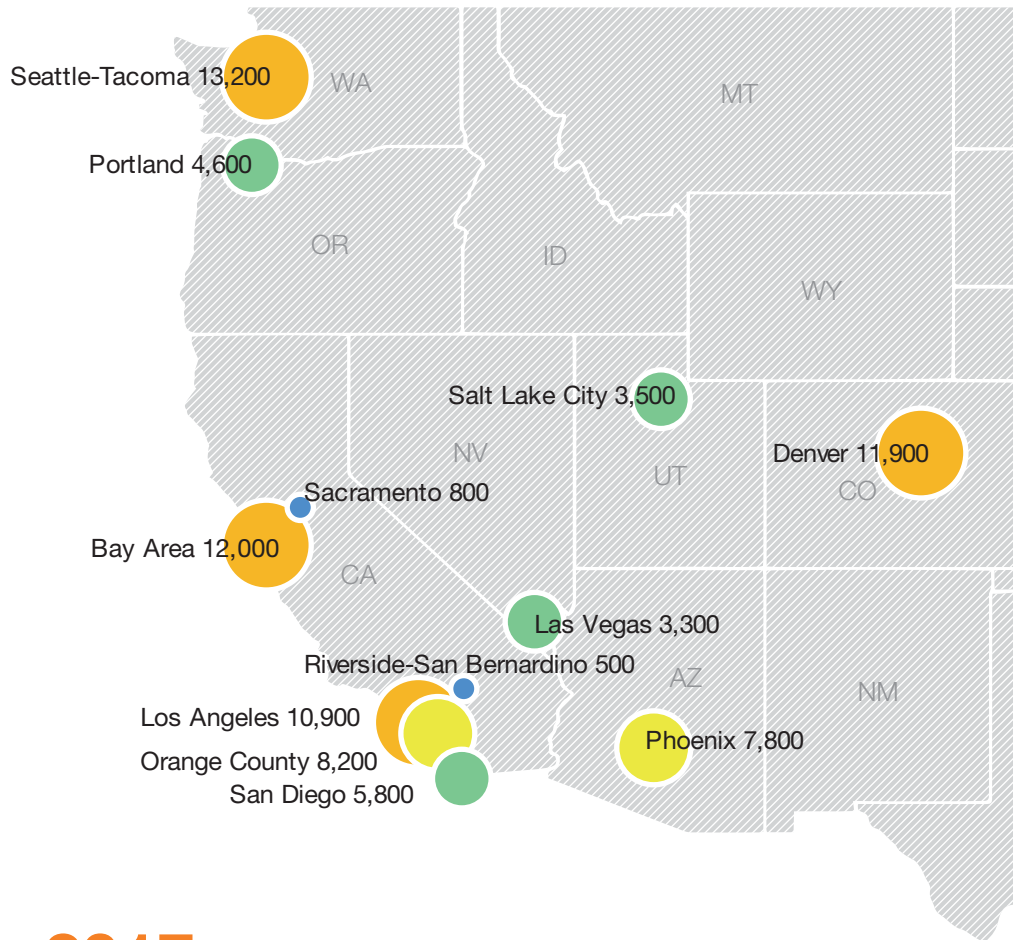 Seattle-Tacoma 13,200
WA
MT
Portland 4,600
OR
ID
WY
Salt Lake City 3,500
NV
Denver 11,900
UT
CO
Sacramento 800
Bay Area 12,000
CA
Las Vegas 3,300
Riverside-San Bernardino 500
AZ
NM
Los Angeles 10,900
Phoenix 7,800
Orange County 8,200
San Diego 5,800